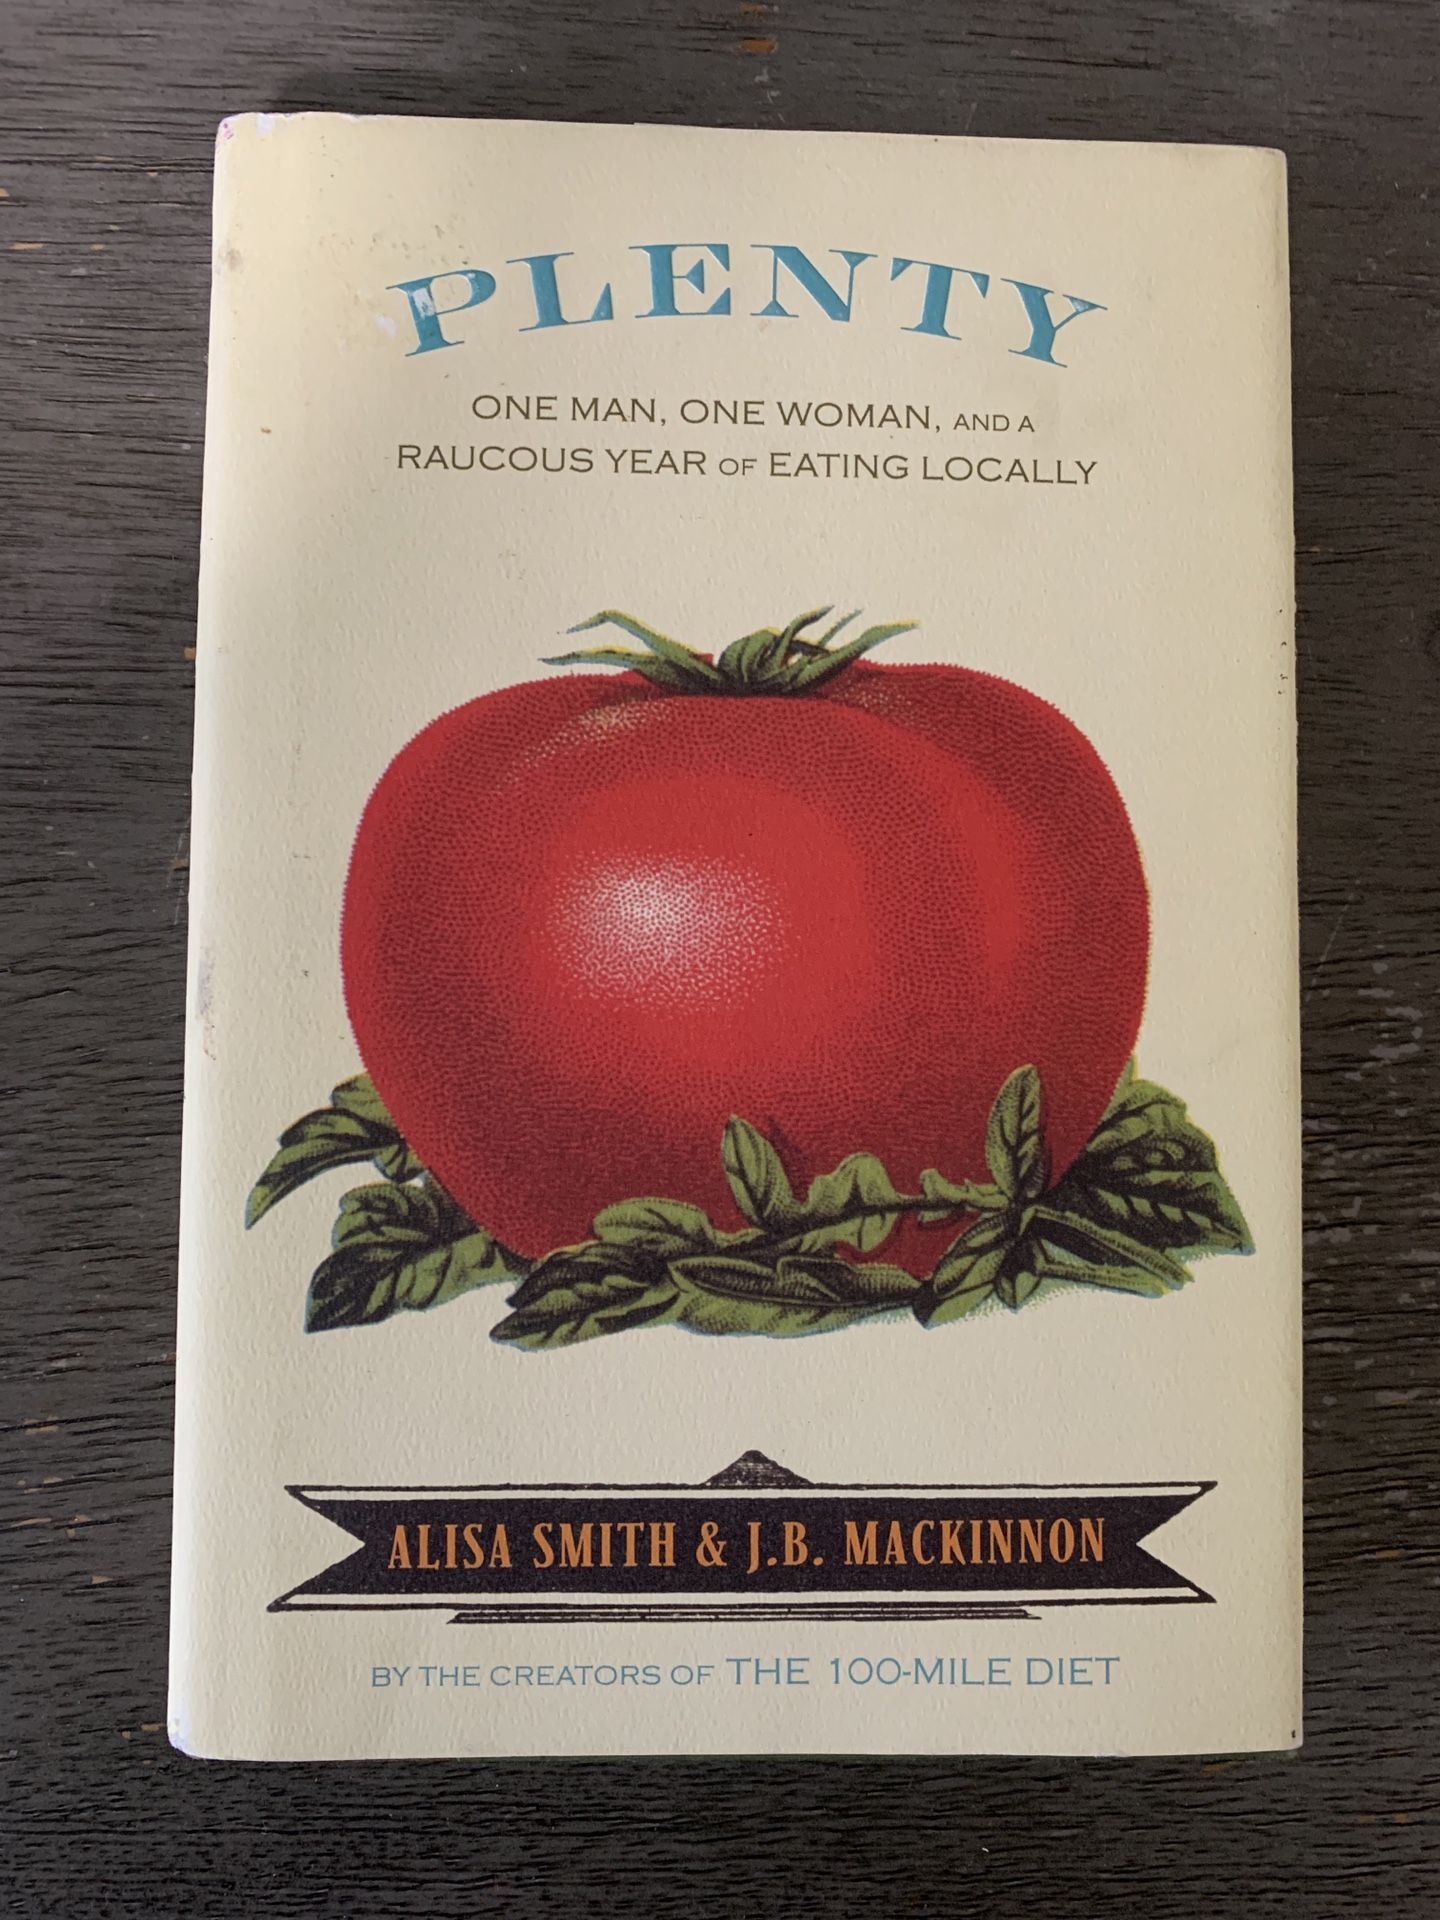 PLENTY
ONE MAN, ONE WOMAN, AND A
RAUCOUS YEAR OF EATING LOCALLY
ALISA SMITH & J.B. MACKINNON
BY THE CREATORS OF THE 100-MILE DIET